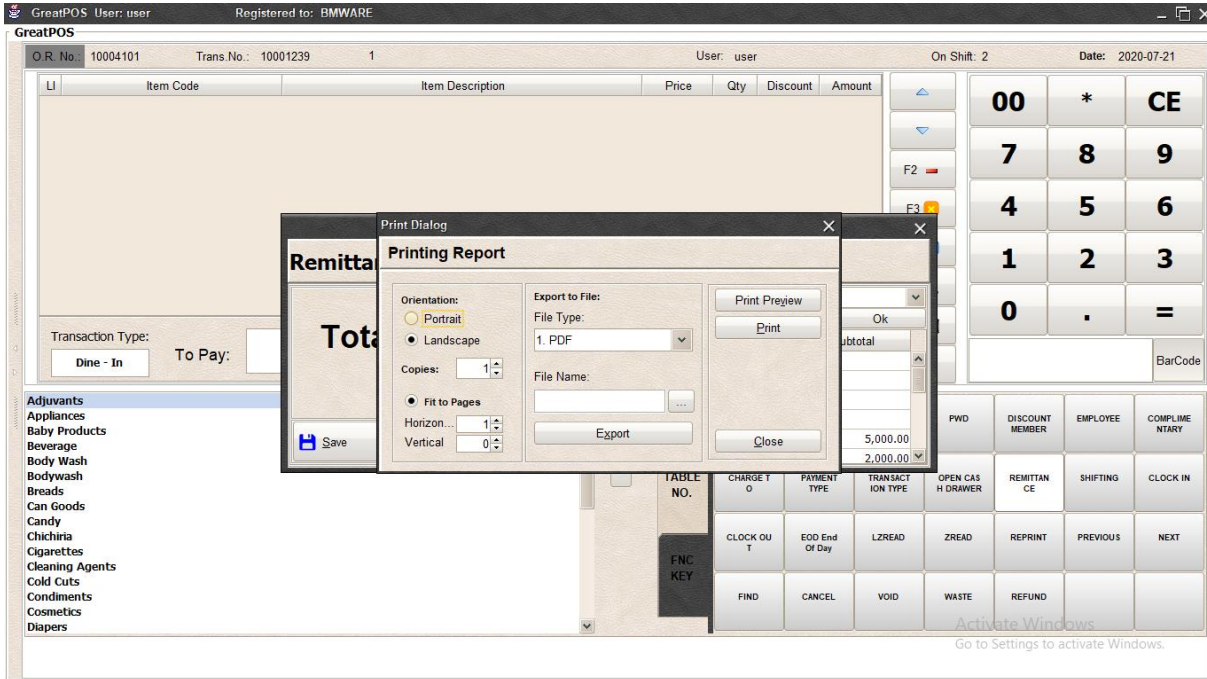 GreatPOS User: user Registered to: BMWARE
GreatPOS
O.R. No.: 10004101 Trans.No.: 10001239 1 User: user On Shift: 2 Date: 2020-07-21
LI Item Code Item Description Price Qty Discount Amount
00 * CE
7 8 9
F2
F3
4 5 6
1 2 3
0 . =
BarCode
Print Dialog
Printing Report
Orientation:
Portrait
Landscape
Copies: 1
Fit to Pages
Horizon... 1
Vertical 0
Export to File:
File Type:
1. PDF
File Name:
...
Export
Print Preview
Print
Close
Ok
5,000.00
2,000.00
Save
Transaction Type:
Dine - In
To Pay:
Adjuvants
Appliances
Baby Products
Beverage
Body Wash
Bodywash
Breads
Can Goods
Candy
Chichiria
Cigarettes
Cleaning Agents
Cold Cuts
Condiments
Cosmetics
Diapers
TABLE
NO.
FNC
KEY
PWD DISCOUNT MEMBER EMPLOYEE COMPLIME NTARY
CHARGE T O PAYMENT TYPE TRANSACT ION TYPE OPEN CAS H DRAWER REMITTAN CE SHIFTING CLOCK IN
CLOCK OU T EOD End Of Day LZREAD ZREAD REPRINT PREVIOUS NEXT
FIND CANCEL VOID WASTE REFUND
Activate Windows
Go to Settings to activate Windows.